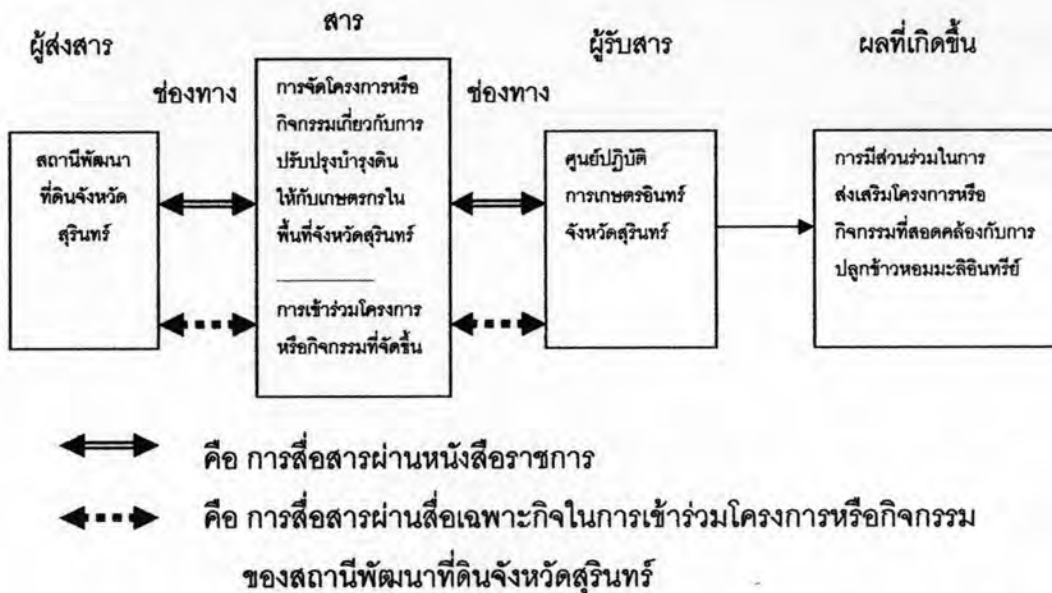 ผู้ส่งสาร
สาร
ผู้รับสาร
ผลที่เกิดขึ้น
ช่องทาง
ช่องทาง
สถานีพัฒนา
ที่ดินจังหวัด
สุรินทร์
การจัดโครงการหรือ
กิจกรรมเกี่ยวกับการ
ปรับปรุงบำรุงดิน
ให้กับเกษตรกรใน
พื้นที่จังหวัดสุรินทร์
การเข้าร่วมโครงการ
หรือกิจกรรมที่จัดขึ้น
ศูนย์ปฏิบัติ
การเกษตรอินทร์
จังหวัดสุรินทร์
การมีส่วนร่วมในการ
ส่งเสริมโครงการหรือ
กิจกรรมที่สอดคล้องกับการ
ปลูกข้าวหอมมะลิอินทรีย์
คือ การสื่อสารผ่านหนังสือราชการ
คือ การสื่อสารผ่านสื่อเฉพาะกิจในการเข้าร่วมโครงการหรือกิจกรรม
ของสถานีพัฒนาที่ดินจังหวัดสุรินทร์